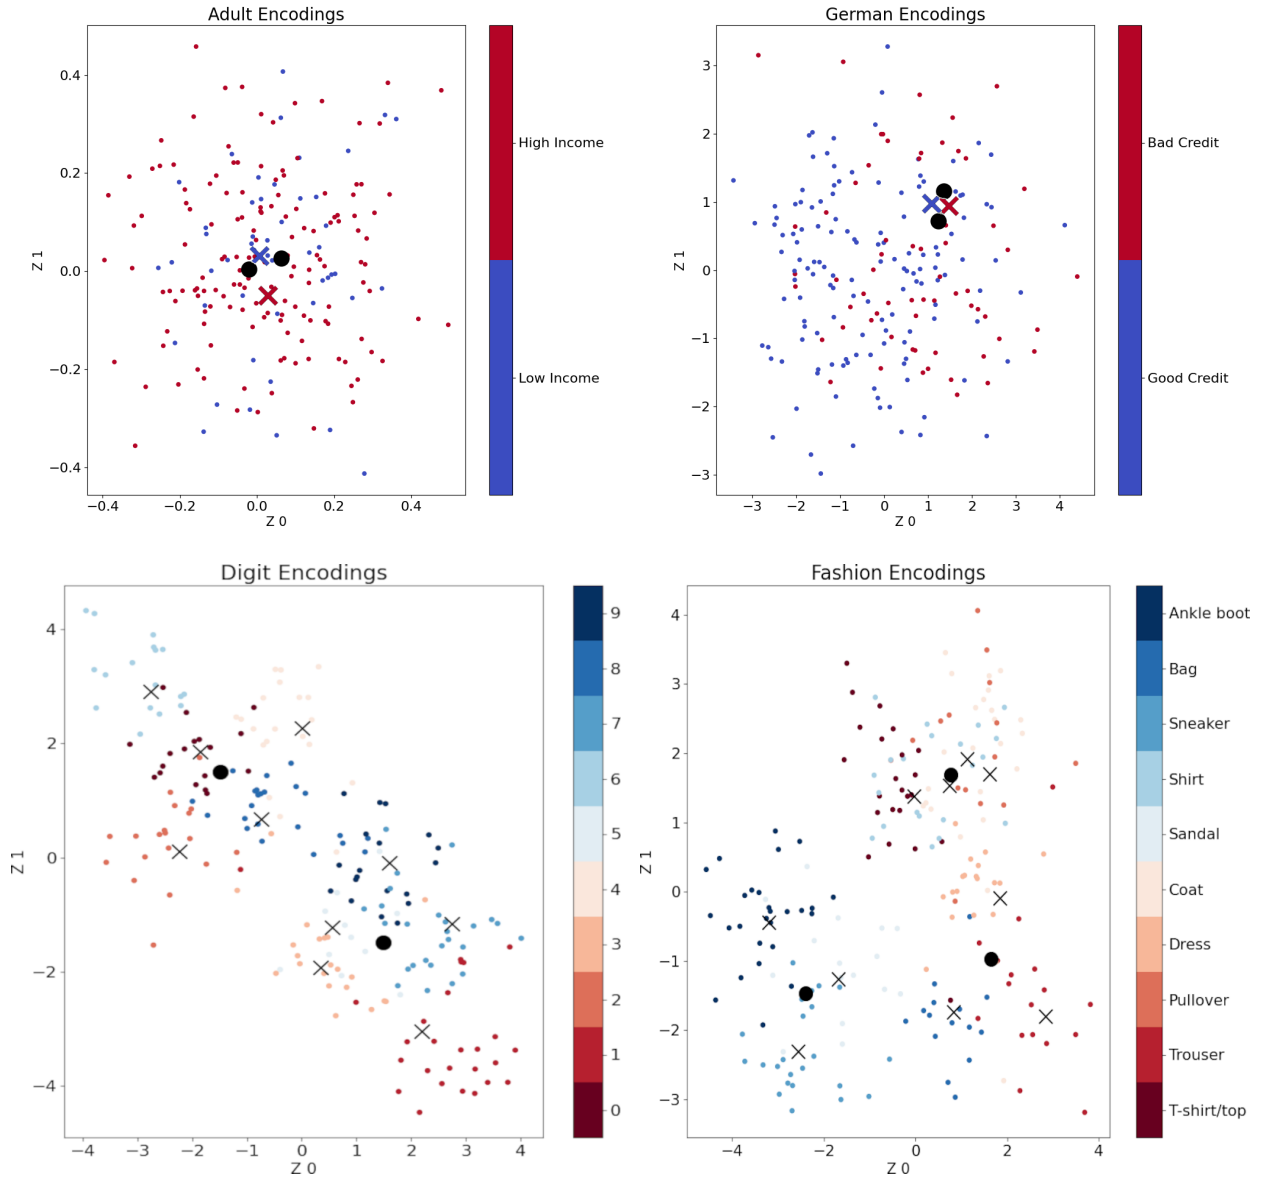 Adult Encodings
0.4
0.2
0.0
−0.2
−0.4
Z 1
−0.4 −0.2 0.0 0.2 0.4
Z 0
High Income
Low Income
German Encodings
3
2
1
0
−1
−2
−3
Z 1
−3 −2 −1 0 1 2 3 4
Z 0
Bad Credit
Good Credit
Digit Encodings
4
2
0
−2
−4
Z 1
−4 −3 −2 −1 0 1 2 3 4
Z 0
9
8
7
6
5
4
3
2
1
0
Fashion Encodings
4
3
2
1
0
−1
−2
−3
Z 1
−4 −2 0 2 4
Z 0
Ankle boot
Bag
Sneaker
Shirt
Sandal
Coat
Dress
Pullover
Trouser
T-shirt/top